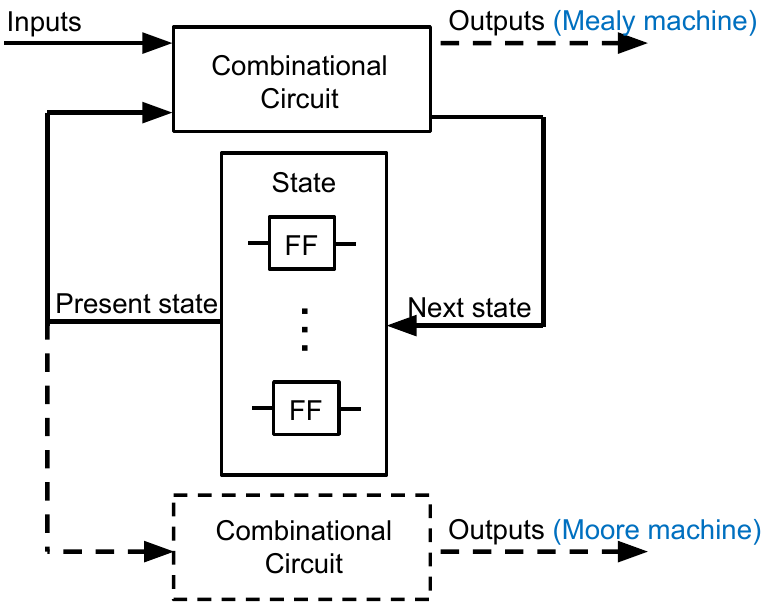 Inputs
Outputs (Mealy machine)
Combinational
Circuit
State
FF
Present state
Next state
FF
Combinational
Circuit
Outputs (Moore machine)